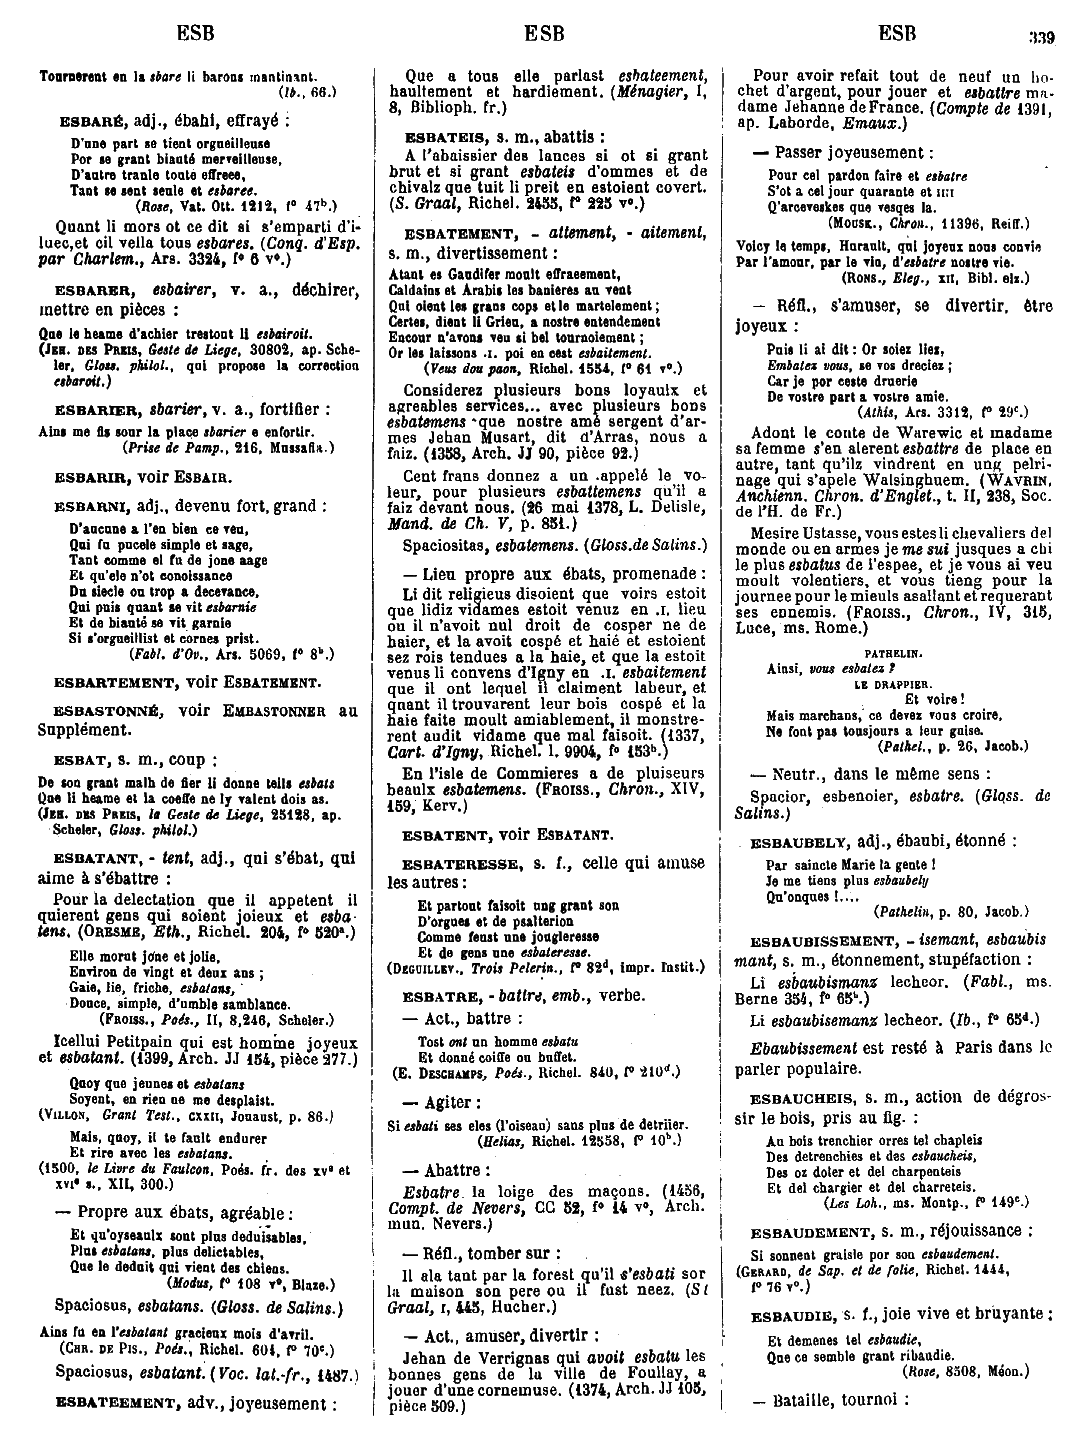 ESB
ESB
ESB
339
Tournerent en la sbare li barons maintinant.
(Ib., 66.)
ESBARÉ, adj., ébahi, effrayé :
D'une part se tient orgueilleuse
Por se grant biauté merveilleuse,
D'autre tranle toute effreee,
Tant se sent seule et esbaree.
(Rose, Vat. Ott. 1212, f° 47b.)
Quant li mors ot ce dit si s'emparti d'i-
luec, et cil vella tous esbares. (Conq. d'Esp.
par Charlem., Ars. 3324, f° 6 v°.)
ESBARER, esbairer, v. a., déchirer,
mettre en pièces :
Que le heame d'achier trestout li esbairoit.
(JEH. DES PREIS, Geste de Liege, 30802, ap. Sche-
ler, Gloss. philol., qui propose la correction
esbaroit.)
ESBARIER, sbarier, v. a., fortifier :
Ains me fis sour la place sbarier e enfortir.
(Prise de Pamp., 216, Mussafia.)
ESBARIR, voir ESBAIR.
ESBARNI, adj., devenu fort, grand :
D'aucune a l'en bien ce veu,
Qui fu pucele simple et sage,
Tant comme el fu de jone aage
Et qu'ele n'ot conoissance
Du siecle ou trop a decevance,
Qui puis quant se vit esbarnie
Et de biauté se vit garnie
Si s'orgueillist et cornes prist.
(Fabl. d'Ov., Ars. 5069, f° 8b.)
ESBARTEMENT, voir ESBATEMENT.
ESBASTONNÉ, voir EMBASTONNER au
Supplément.
ESBAT, s. m., coup :
De son grant malh de fier li donne teils esbats
Que li heame et la coeffe ne ly valent dois as.
(JEH. DES PREIS, la Geste de Liege, 25128, ap.
Scheler, Gloss. philol.)
ESBATANT, - tent, adj., qui s'ébat, qui
aime à s'ébattre :
Pour la delectation que il appetent il
quierent gens qui soient joieux et esba-
tens. (ORESME, Eth., Richel. 204, f° 520a.)
Elle morut jone et jolie,
Environ de vingt et deux ans ;
Gaie, lie, friche, esbatans,
Douce, simple, d'umble samblance.
(FROISS., Poés., II, 8,246, Scheler.)
Icellui Petitpain qui est homme joyeux
et esbatant. (1399, Arch. JJ 154, pièce 277.)
Quoy que jeunes et esbatans
Soyent, en rien ne me desplaist.
(VILLON, Grant Test., CXXII, Jouaust, p. 86.)
Mais, quoy, il te fault endurer
Et rire avec les esbatans.
(1500, le Livre du Faulcon, Poés. fr. des XVe et
XVIe s., XII, 300.)
— Propre aux ébats, agréable :
Et qu'oyseaulx sont plus deduisables,
Plus esbatans, plus delictables,
Que le deduit qui vient des chiens.
(Modus, f° 108 v°, Blaze.)
Spaciosus, esbatans. (Gloss. de Salins.)
Ains fu en l'esbatant gracieux mois d'avril.
(CHR. DE PIS., Poés., Richel. 604, f° 70c.)
Spaciosus, esbatant. (Voc. lat.-fr., 1487.)
ESBATEEMENT, adv., joyeusement :
Que a tous elle parlast esbateement,
haultement et hardiement. (Ménagier, I,
8, Biblioph. fr.)
ESBATEIS, s. m., abattis :
A l'abaissier des lances si ot si grant
brut et si grant esbateis d'ommes et de
chivalz que tuit li preit en estoient covert.
(S. Graal, Richel. 2455, f° 225 v°.)
ESBATEMENT, - attement, - aitement,
s. m., divertissement :
Atant es Gaudifer moult effraeement,
Caldains et Arabis les banieres au vent
Qui oient les grans cops et le martelement ;
Certes, dient li Grieu, a nostre entendement
Encour n'avons veu si bel tournoiement ;
Or les laissons .I. poi en cest esbaitement.
(Veus dou paon, Richel. 1554, f° 61 v°.)
Considerez plusieurs bons loyaulx et
agreables services... avec plusieurs bons
esbatemens que nostre amé sergent d'ar-
mes Jehan Musart, dit d'Arras, nous a
faiz. (1358, Arch. JJ 90, pièce 92.)
Cent frans donnez a un appelé le vo-
leur, pour plusieurs esbattemens qu'il a
faiz devant nous. (26 mai 1378, L. Delisle,
Mand. de Ch. V, p. 851.)
Spaciositas, esbatemens. (Gloss. de Salins.)
— Lieu propre aux ébats, promenade :
Li dit religieus disoient que voirs estoit
que lidiz vidames estoit venuz en .I. lieu
ou il n'avoit nul droit de cosper ne de
haier, et la avoit cospé et haié et estoient
sez rois tendues a la haie, et que la estoit
venus li convens d'Igny en .I. esbaitement
que il ont lequel il claiment labeur, et
quant il trouvarent leur bois cospé et la
haie faite moult amiablement, il monstre-
rent audit vidame que mal faisoit. (1337,
Cart. d'Igny, Richel. l. 9904, f° 153b.)
En l'isle de Commieres a de pluiseurs
beaulx esbatemens. (FROISS., Chron., XIV,
159, Kerv.)
ESBATENT, voir ESBATANT.
ESBATERESSE, s. f., celle qui amuse
les autres :
Et partout faisoit ung grant son
D'orgues et de psalterion
Comme feust une jougleresse
Et de gens une esbateresse.
(DEGUILLEV., Trois Pelerin., f° 82d, impr. Instit.)
ESBATRE, - battre, emb., verbe.
— Act., battre :
Tost ont un homme esbatu
Et donné coiffe ou buffet.
(E. DESCHAMPS, Poés., Richel. 840, f° 210d.)
— Agiter :
Si esbati ses eles (l'oiseau) sans plus de detriier.
(Helias, Richel. 12558, f° 10b.)
— Abattre :
Esbatre la loige des maçons. (1456,
Compt. de Nevers, CC 52, f° 14 v°, Arch.
mun. Nevers.)
— Réfl., tomber sur :
Il ala tant par la forest qu'il s'esbati sor
la maison son pere ou il fust neez. (St
Graal, I, 445, Hucher.)
— Act., amuser, divertir :
Jehan de Verrignas qui avoit esbatu les
bonnes gens de la ville de Foullay, a
jouer d'une cornemuse. (1374, Arch. JJ 105,
pièce 509.)
Pour avoir refait tout de neuf un ho-
chet d'argent, pour jouer et esbattre ma-
dame Jehanne de France. (Compte de 1391,
ap. Laborde, Emaux.)
— Passer joyeusement :
Pour cel pardon faire et esbatre
S'ot a cel jour quarante et IIII
Q'arceveskes que vesqes la.
(MOUSK., Chron., 11396, Reiff.)
Voicy le temps, Hurault, qui joyeux nous convie
Par l'amour, par le vin, d'esbatre nostre vie.
(RONS., Eleg., XII, Bibl. elz.)
— Réfl., s'amuser, se divertir, être
joyeux :
Puis li ai dit : Or soiez liez,
Embatez vous, se vos dreciez ;
Car je por ceste druerie
De vostre part a vostre amie.
(Athis, Ars. 3312, f° 29c.)
Adont le conte de Warewic et madame
sa femme s'en alerent esbattre de place en
autre, tant qu'ilz vindrent en ung pelri-
nage qui s'apele Walsinghuem. (WAVRIN,
Anchienn. Chron. d'Englet., t. II, 238, Soc.
de l'H. de Fr.)
Mesire Ustasse, vous estes li chevaliers del
monde ou en armes je me sui jusques a chi
le plus esbatus de l'espee, et je vous ai veu
moult volentiers, et vous tieng pour la
journee pour le mieuls asallant et requerant
ses ennemis. (FROISS., Chron., IV, 315,
Luce, ms. Rome.)
PATHELIN.
Ainsi, vous esbatez ?
LE DRAPPIER.
Et voire !
Mais marchans, ce devez vous croire,
Ne font pas tousjours a leur guise.
(Pathel., p. 26, Jacob.)
— Neutr., dans le même sens :
Spacior, esbenoier, esbatre. (Gloss. de
Salins.)
ESBAUBELY, adj., ébaubi, étonné :
Par saincte Marie la gente !
Je me tiens plus esbaubely
Qu'onques !....
(Pathelin, p. 80, Jacob.)
ESBAUBISSEMENT, - isemant, esbaubis
mant, s. m., étonnement, stupéfaction :
Li esbaubismanz lecheor. (Fabl., ms.
Berne 354, f° 65b.)
Li esbaubisemanz lecheor. (Ib., f° 65d.)
Ebaubissement est resté à Paris dans le
parler populaire.
ESBAUCHEIS, s. m., action de dégros-
sir le bois, pris au fig. :
Au bois trenchier orres tel chapleis
Des detrenchies et des esbaucheis,
Des oz doler et del charpenteis
Et del chargier et del charreteis.
(Les Loh., ms. Montp., f° 149c.)
ESBAUDEMENT, s. m., réjouissance :
Si sonnent graisle por son esbaudement.
(GERARD, de Sap. et de folie, Richel. 1444,
f° 76 v°.)
ESBAUDIE, s. f., joie vive et bruyante :
Et demenes tel esbaudie,
Que ce semble grant ribaudie.
(Rose, 8508, Méon.)
— Bataille, tournoi :